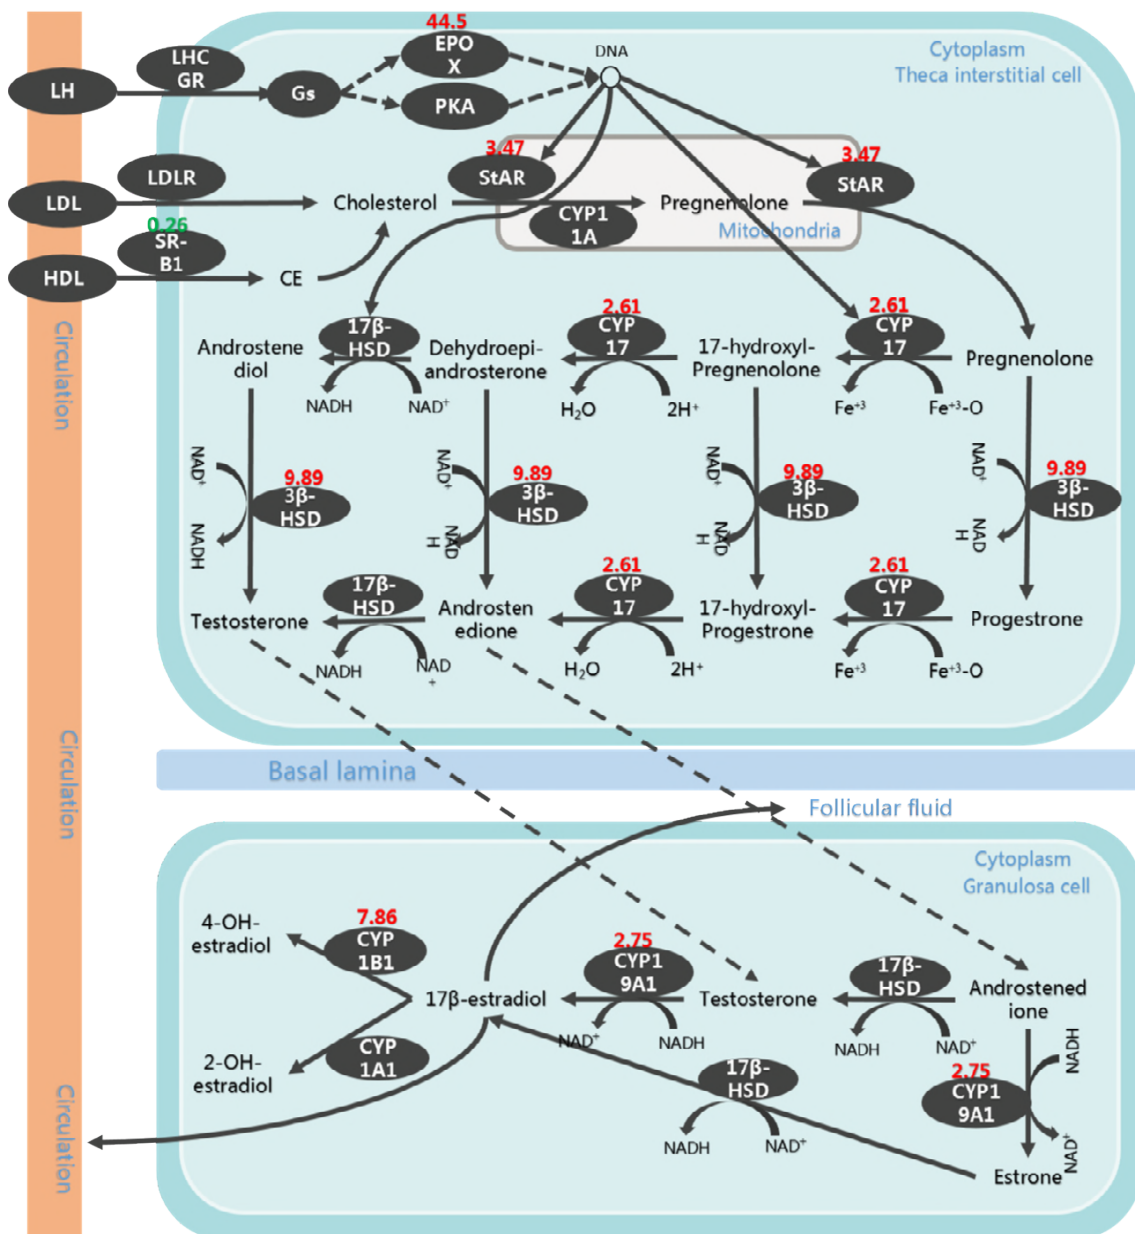 44.5
EPO
X
DNA
Cytoplasm
Theca interstitial cell
LHC
GR
LH
Gs
PKA
3.47
StAR
3.47
StAR
LDLR
LDL
Cholesterol
CYP1
1A
Pregnenolone
Mitochondria
0.26
SR-
B1
HDL
CE
Circulation
Androstene
diol
17β-
HSD
NADH
NAD⁺
Dehydroepi-
androsterone
2.61
CYP
17
H₂O
2H⁺
17-hydroxyl-
Pregnenolone
2.61
CYP
17
Fe⁺³
Fe⁺³-O
Pregnenolone
NAD⁺
NADH
9.89
3β-
HSD
NAD⁺
NAD
H
9.89
3β-
HSD
NAD⁺
NAD
H
9.89
3β-
HSD
NAD⁺
NAD
H
9.89
3β-
HSD
Testosterone
17β-
HSD
NADH
NAD
+
Androsten
edione
2.61
CYP
17
H₂O
2H⁺
17-hydroxyl-
Progestrone
2.61
CYP
17
Fe⁺³
Fe⁺³-O
Progestrone
Circulation
Basal lamina
Follicular fluid
Cytoplasm
Granulosa cell
4-OH-
estradiol
7.86
CYP
1B1
17β-estradiol
2.75
CYP1
9A1
NAD⁺
NADH
Testosterone
17β-
HSD
NADH
NAD⁺
Androstened
ione
2-OH-
estradiol
CYP
1A1
17β-
HSD
NADH
NAD⁺
2.75
CYP1
9A1
NADH
NAD⁺
Estrone
Circulation